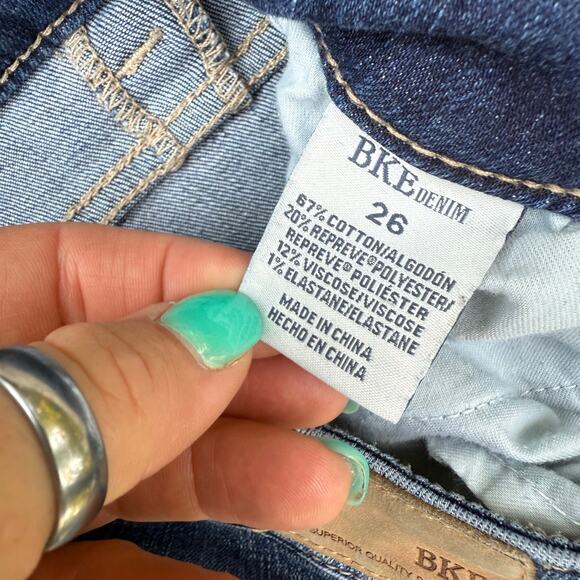 BKE DENIM
26
67% COTTON/ALGODÓN
20% REPREVE® POLYESTER/
REPREVE® POLIÉSTER
12% VISCOSE/VISCOSE
1% ELASTANE/ELASTANE
MADE IN CHINA
HECHO EN CHINA
BKE
SUPERIOR QUALITY